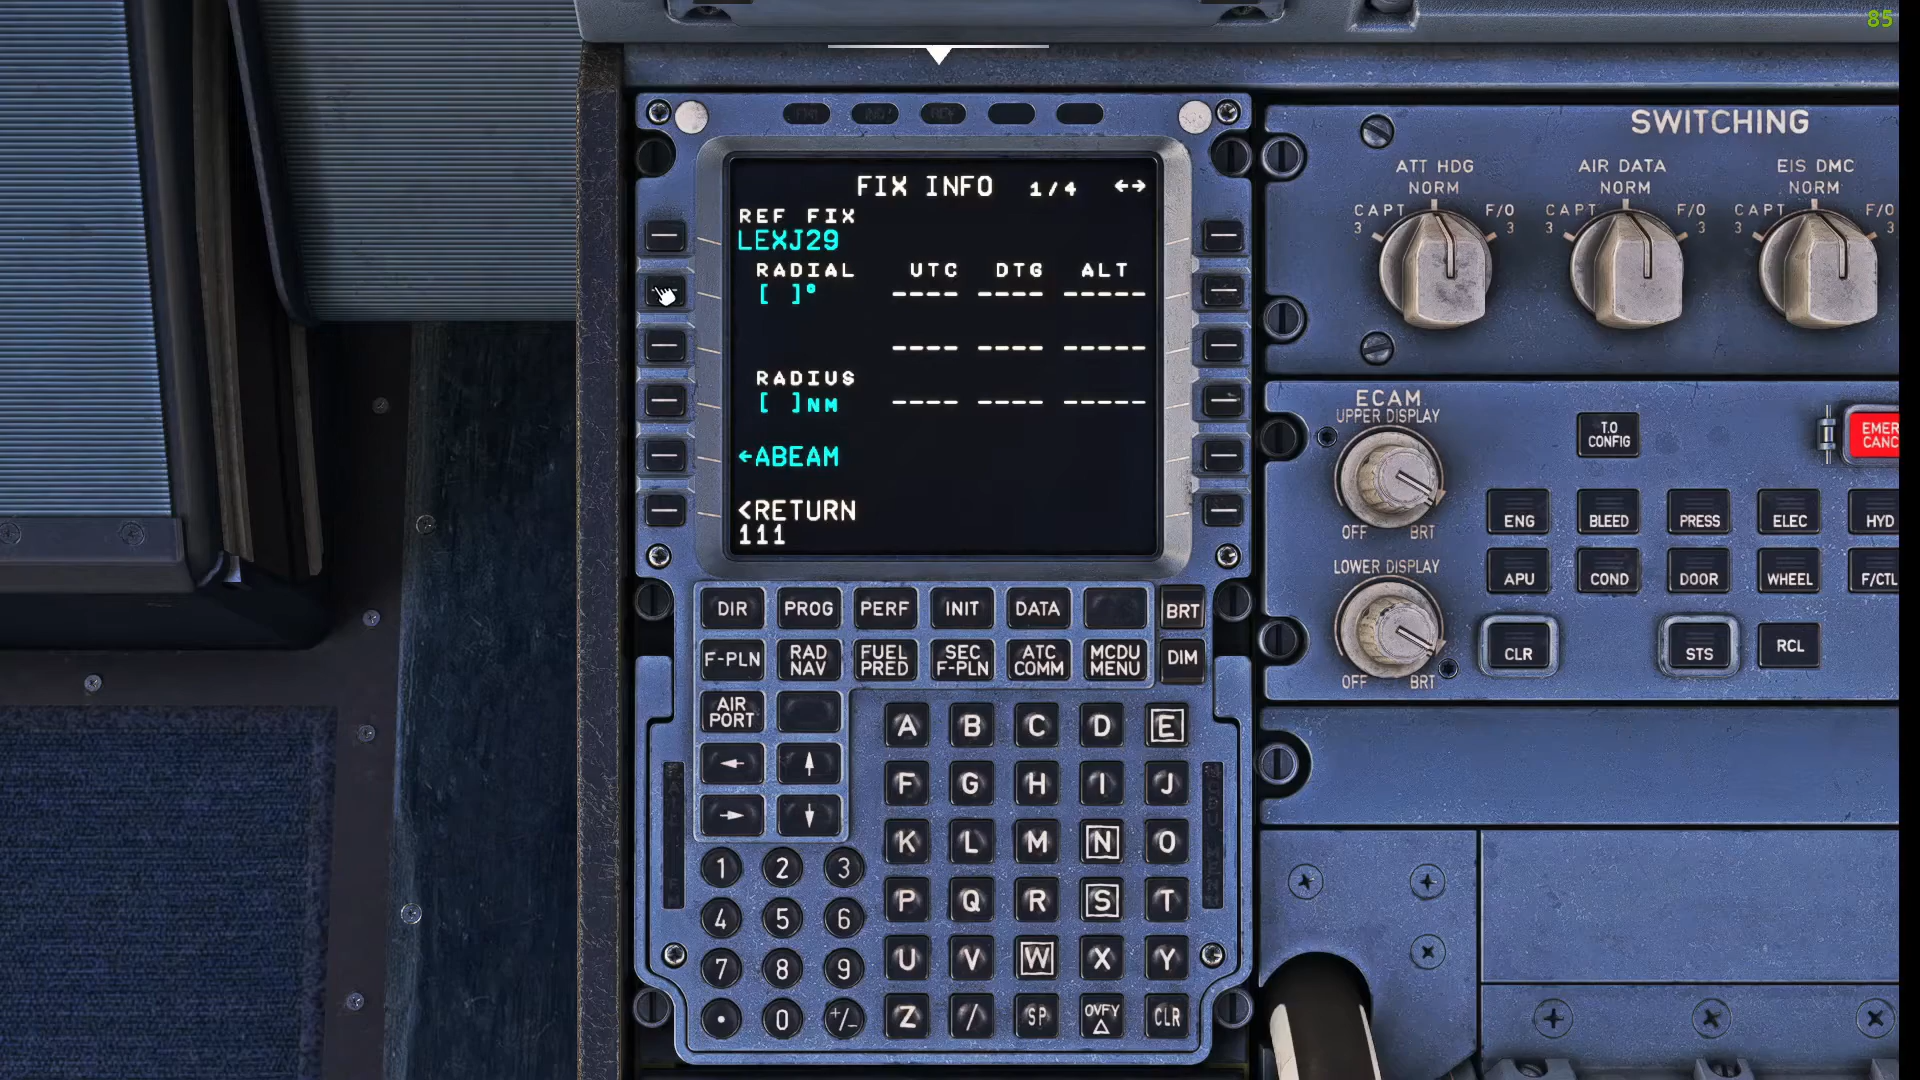 85
FIX INFO 1/4 ←→
REF FIX
LEXJ29
RADIAL UTC DTG ALT
[ ]° ---- ---- -----
---- ---- -----
RADIUS
[ ]NM ---- ---- -----
←ABEAM
<RETURN
111
DIR PROG PERF INIT DATA BRT
F-PLN RAD NAV FUEL PRED SEC F-PLN ATC COMM MCDU MENU DIM
AIR PORT
← ↑
→ ↓
A B C D E
F G H I J
K L M N O
P Q R S T
U V W X Y
Z / SP OVFY △ CLR
1 2 3
4 5 6
7 8 9
. 0 +/-
SWITCHING
ATT HDG AIR DATA EIS DMC
NORM NORM NORM
CAPT 3 F/O 3 CAPT 3 F/O 3 CAPT 3 F/O 3
ECAM
UPPER DISPLAY
OFF BRT
LOWER DISPLAY
OFF BRT
T.O CONFIG
EMER CANC
ENG BLEED PRESS ELEC HYD
APU COND DOOR WHEEL F/CTL
CLR STS RCL